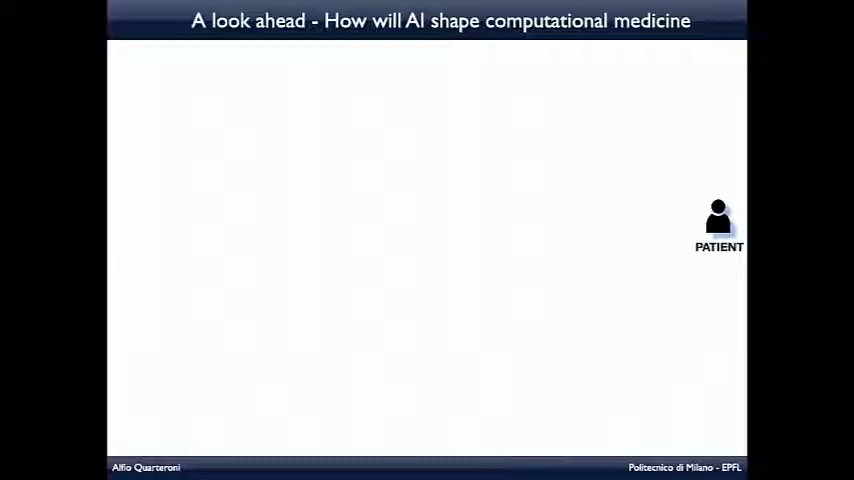 A look ahead - How will AI shape computational medicine
PATIENT
Alfio Quarteroni
Politecnico di Milano - EPFL